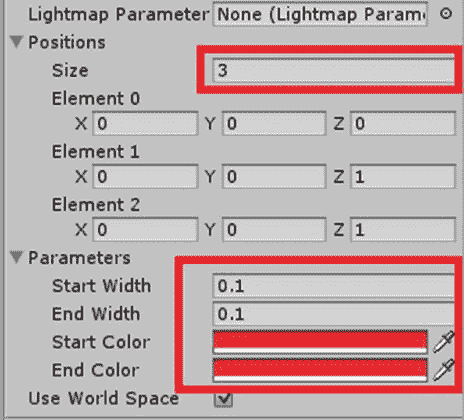 Lightmap Parameter None (Lightmap Param
Positions
Size 3
Element 0
X 0 Y 0 Z 0
Element 1
X 0 Y 0 Z 1
Element 2
X 0 Y 0 Z 1
Parameters
Start Width 0.1
End Width 0.1
Start Color
End Color
Use World Space